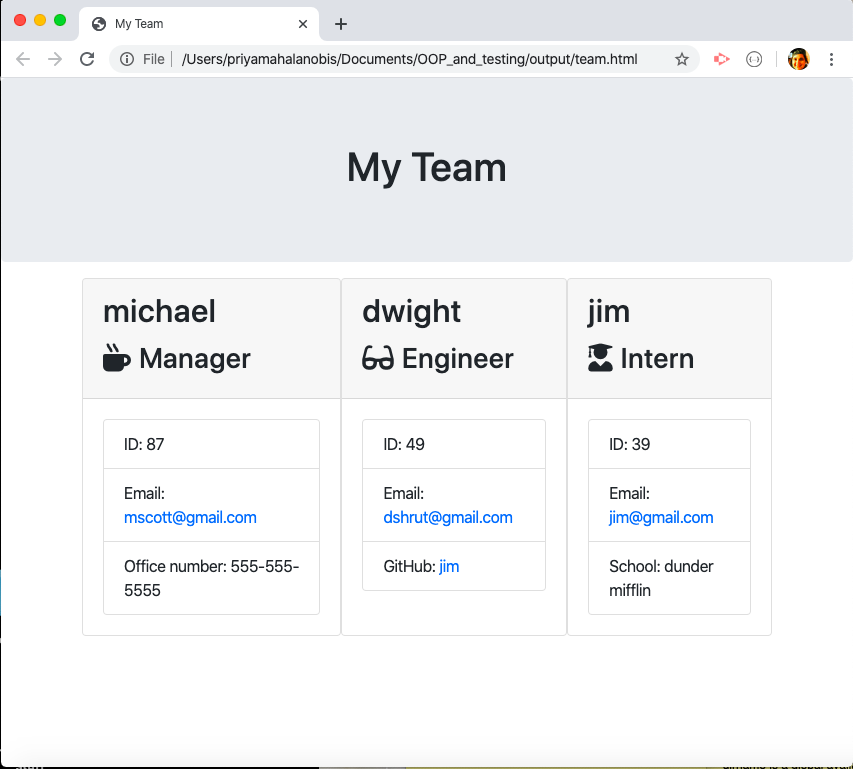 My Team
File | /Users/priyamahalanobis/Documents/OOP_and_testing/output/team.html
My Team
michael
Manager
ID: 87
Email:
mscott@gmail.com
Office number: 555-555-
5555
dwight
Engineer
ID: 49
Email:
dshrut@gmail.com
GitHub: jim
jim
Intern
ID: 39
Email:
jim@gmail.com
School: dunder
mifflin